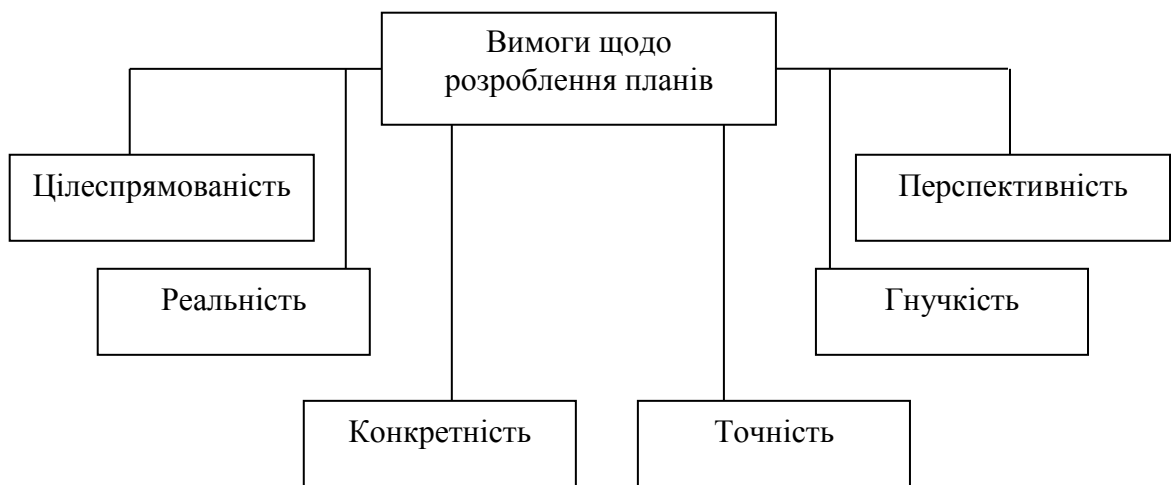 Вимоги щодо
розроблення планів
Цілеспрямованість
Перспективність
Реальність
Гнучкість
Конкретність
Точність